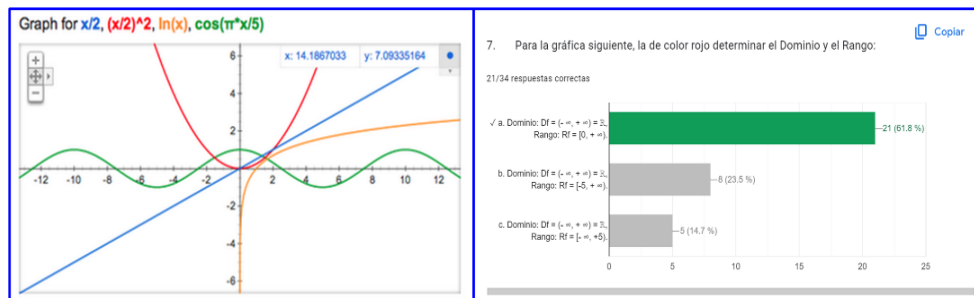 Graph for x/2, (x/2)^2, ln(x), cos(π*x/5)
x: 14.1867033 y: 7.09335164
6
4
2
-12 -10 -8 -6 -4 -2 0 2 4 6 8 10 12
-2
-4
-6
Copiar
7. Para la gráfica siguiente, la de color rojo determinar el Dominio y el Rango:
21/34 respuestas correctas
✓ a. Dominio: Df = (- ∞, + ∞) = ℝ,
Rango: Rf = [0, + ∞).
21 (61.8 %)
b. Dominio: Df = (- ∞, + ∞) = ℝ,
Rango: Rf = [-5, + ∞).
8 (23.5 %)
c. Dominio: Df = (- ∞, + ∞) = ℝ,
Rango: Rf = [- ∞, +5).
5 (14.7 %)
0 5 10 15 20 25